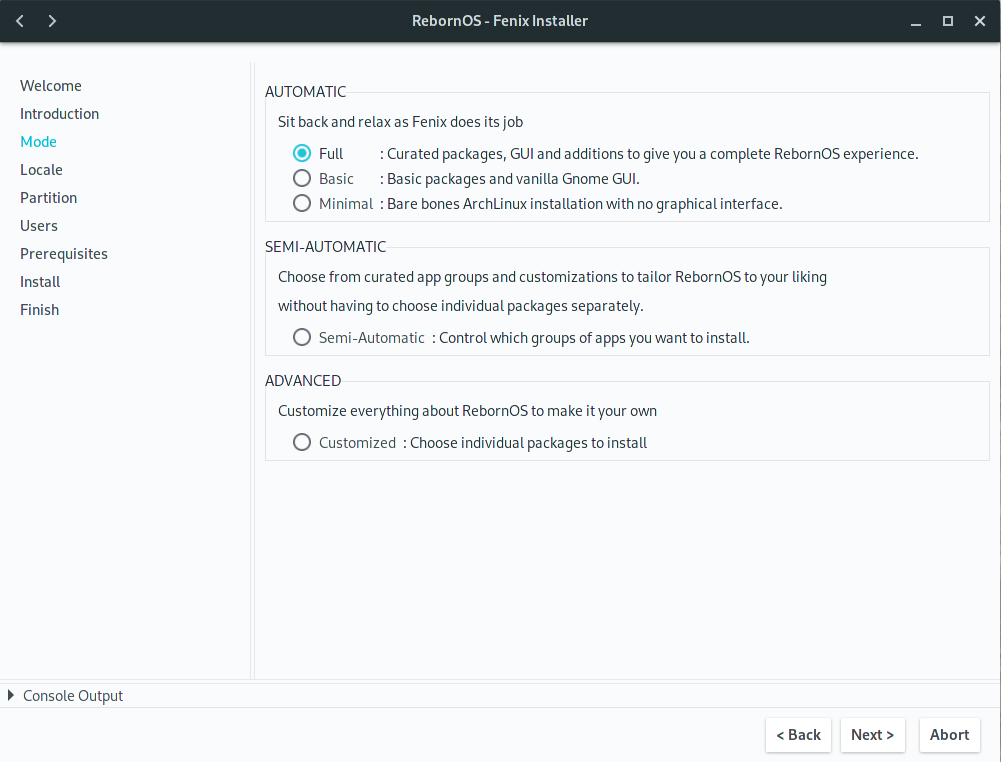 RebornOS - Fenix Installer
Welcome
Introduction
Mode
Locale
Partition
Users
Prerequisites
Install
Finish
AUTOMATIC
Sit back and relax as Fenix does its job
Full : Curated packages, GUI and additions to give you a complete RebornOS experience.
Basic : Basic packages and vanilla Gnome GUI.
Minimal : Bare bones ArchLinux installation with no graphical interface.
SEMI-AUTOMATIC
Choose from curated app groups and customizations to tailor RebornOS to your liking
without having to choose individual packages separately.
Semi-Automatic : Control which groups of apps you want to install.
ADVANCED
Customize everything about RebornOS to make it your own
Customized : Choose individual packages to install
Console Output
< Back Next > Abort